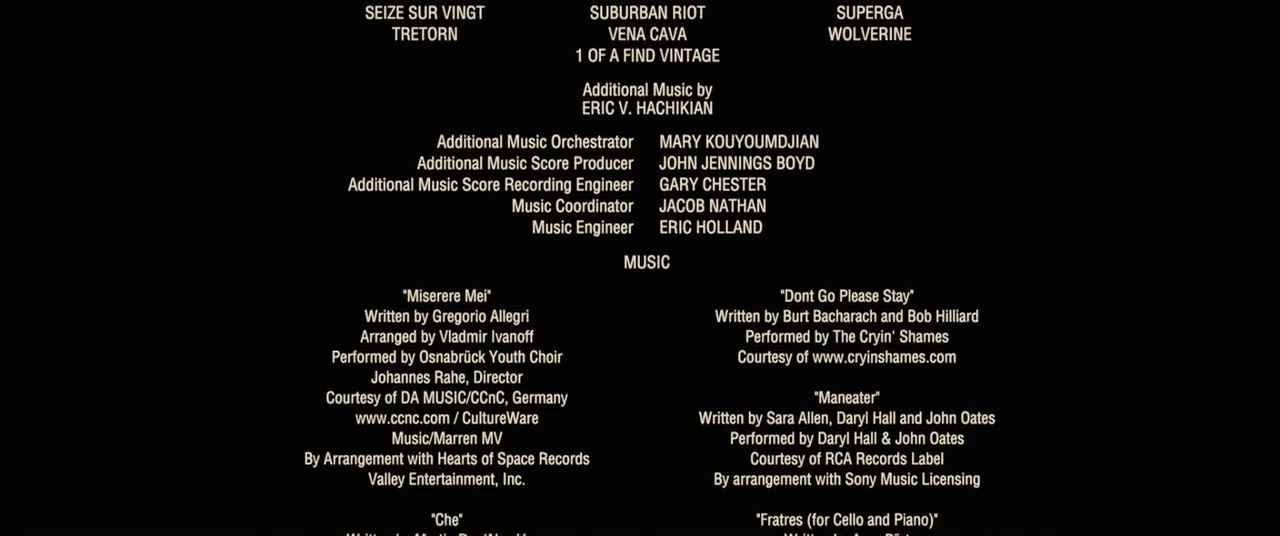 SEIZE SUR VINGT SUBURBAN RIOT SUPERGA
TRETORN VENA CAVA WOLVERINE
1 OF A FIND VINTAGE
Additional Music by
ERIC V. HACHIKIAN
Additional Music Orchestrator MARY KOUYOUMDJIAN
Additional Music Score Producer JOHN JENNINGS BOYD
Additional Music Score Recording Engineer GARY CHESTER
Music Coordinator JACOB NATHAN
Music Engineer ERIC HOLLAND
MUSIC
"Miserere Mei"
Written by Gregorio Allegri
Arranged by Vladmir Ivanoff
Performed by Osnabrück Youth Choir
Johannes Rahe, Director
Courtesy of DA MUSIC/CCnC, Germany
www.ccnc.com / CultureWare
Music/Marren MV
By Arrangement with Hearts of Space Records
Valley Entertainment, Inc.
"Che"
"Dont Go Please Stay"
Written by Burt Bacharach and Bob Hilliard
Performed by The Cryin' Shames
Courtesy of www.cryinshames.com
"Maneater"
Written by Sara Allen, Daryl Hall and John Oates
Performed by Daryl Hall & John Oates
Courtesy of RCA Records Label
By arrangement with Sony Music Licensing
"Fratres (for Cello and Piano)"